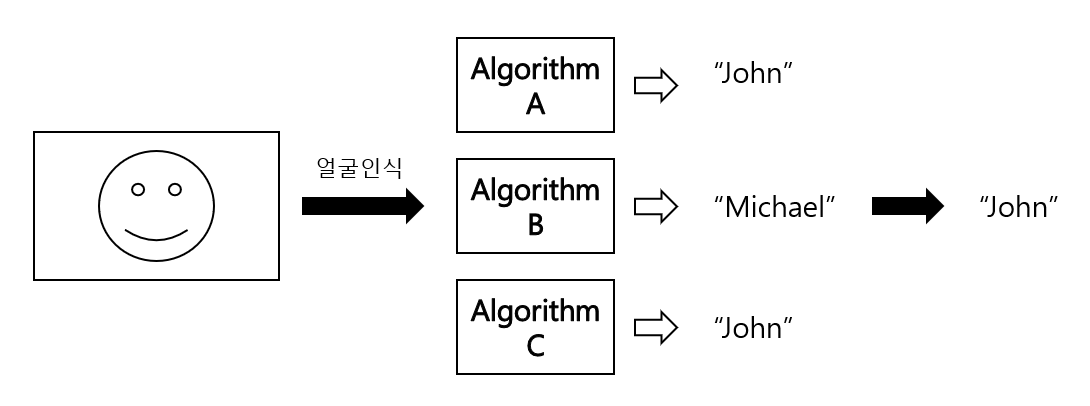 얼굴인식
Algorithm
A
“John”
Algorithm
B
“Michael”
“John”
Algorithm
C
“John”